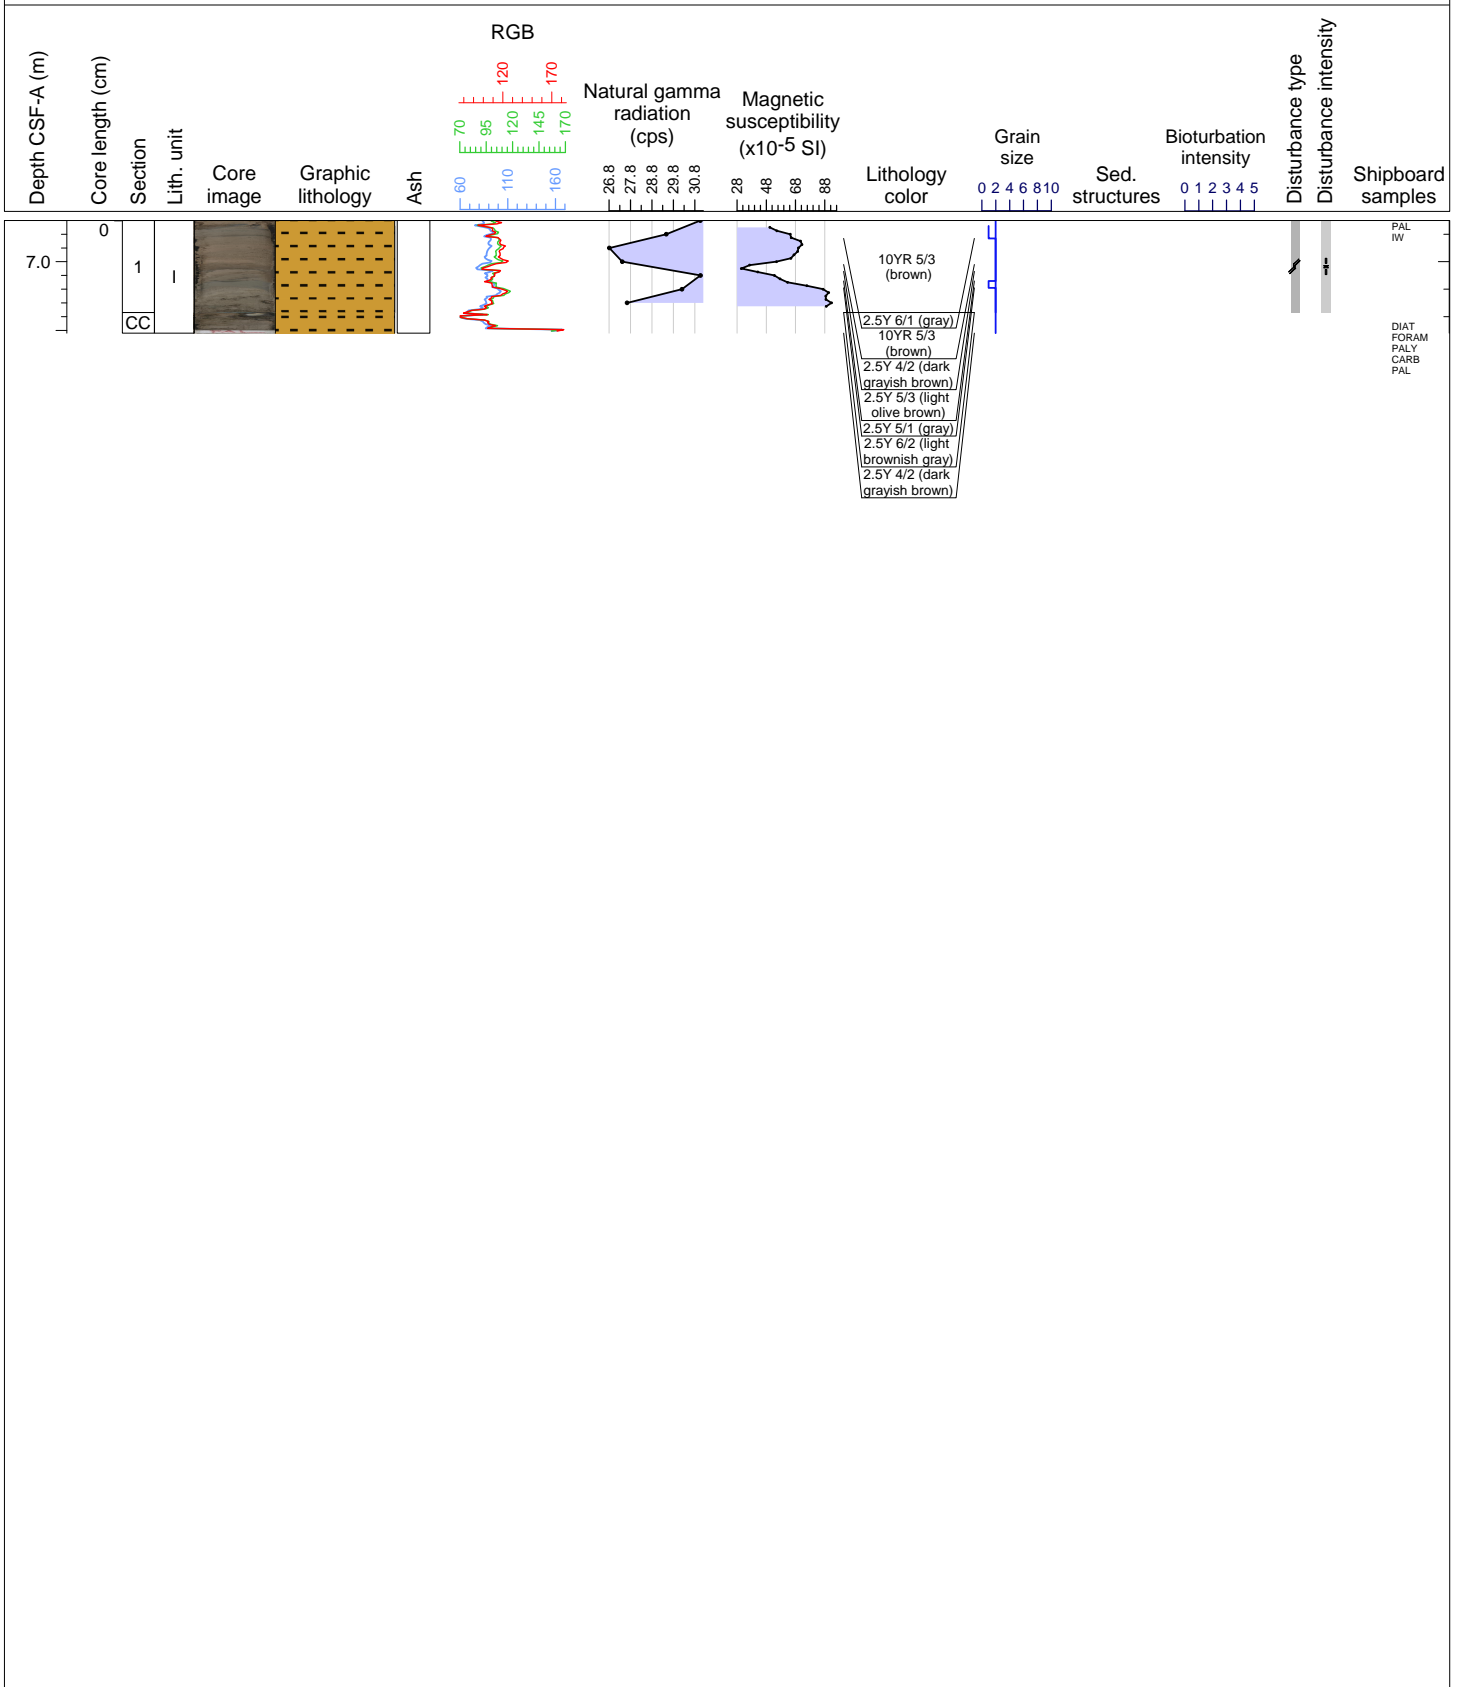 Depth CSF-A (m)
Core length (cm)
Section
Lith. unit
Core
image
Graphic
lithology
Ash
RGB
120 170
70 95 120 145 170
60 110 160
Natural gamma
radiation
(cps)
26.8 27.8 28.8 29.8 30.8
Magnetic
susceptibility
(x10-5 SI)
28 48 68 88
Lithology
color
Grain
size
0 2 4 6 8 10
Sed.
structures
Bioturbation
intensity
0 1 2 3 4 5
Disturbance type
Disturbance intensity
Shipboard
samples
0
7.0
1
CC
I
10YR 5/3
(brown)
2.5Y 6/1 (gray)
10YR 5/3
(brown)
2.5Y 4/2 (dark
grayish brown)
2.5Y 5/3 (light
olive brown)
2.5Y 5/1 (gray)
2.5Y 6/2 (light
brownish gray)
2.5Y 4/2 (dark
grayish brown)
PAL
IW
DIAT
FORAM
PALY
CARB
PAL